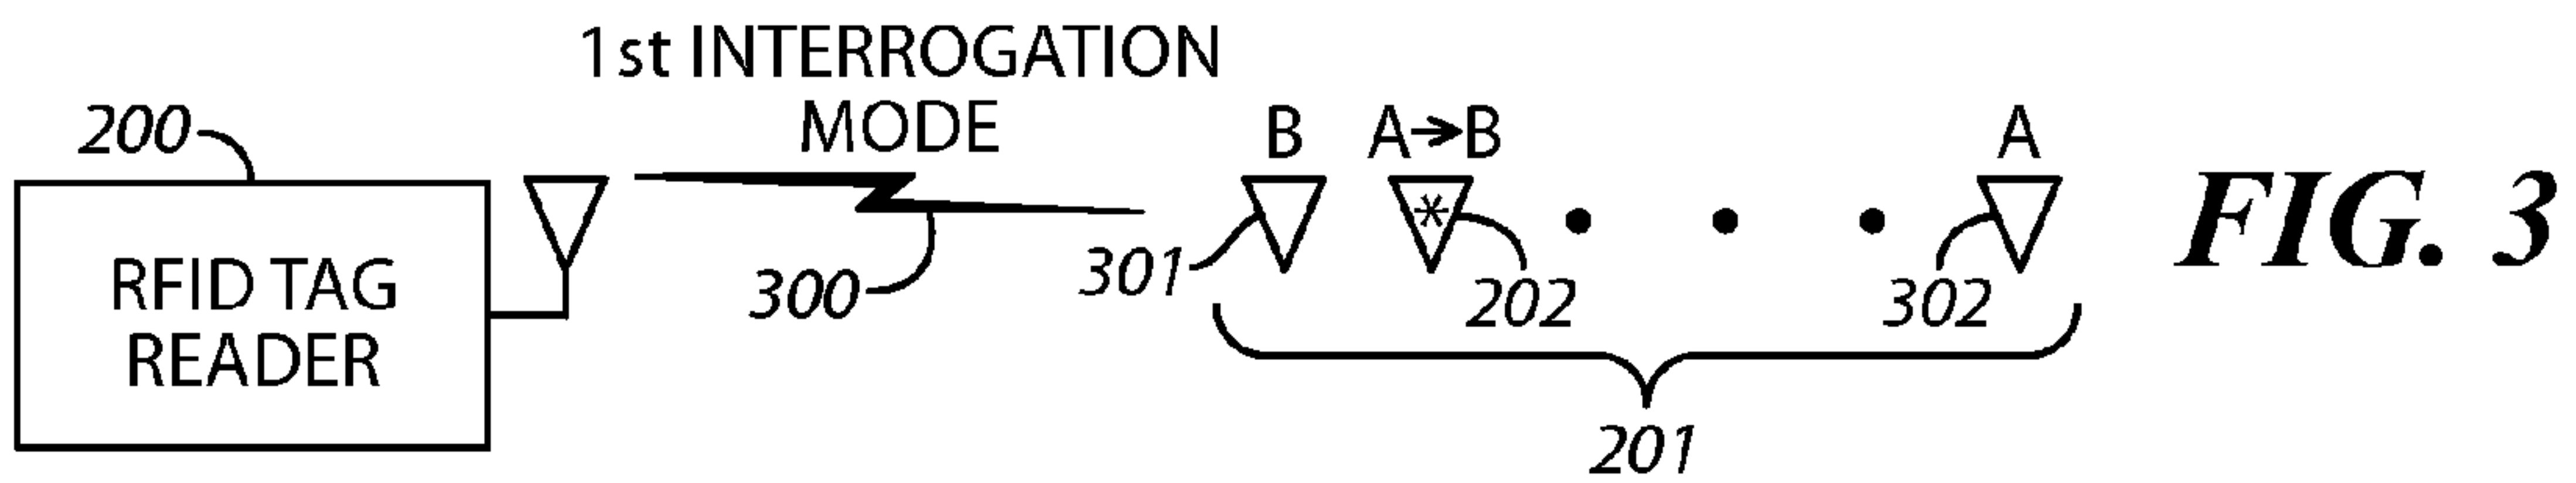 1st INTERROGATION
MODE
200
RFID TAG
READER
300
B
A→B
A
301
*
202
302
201
FIG. 3